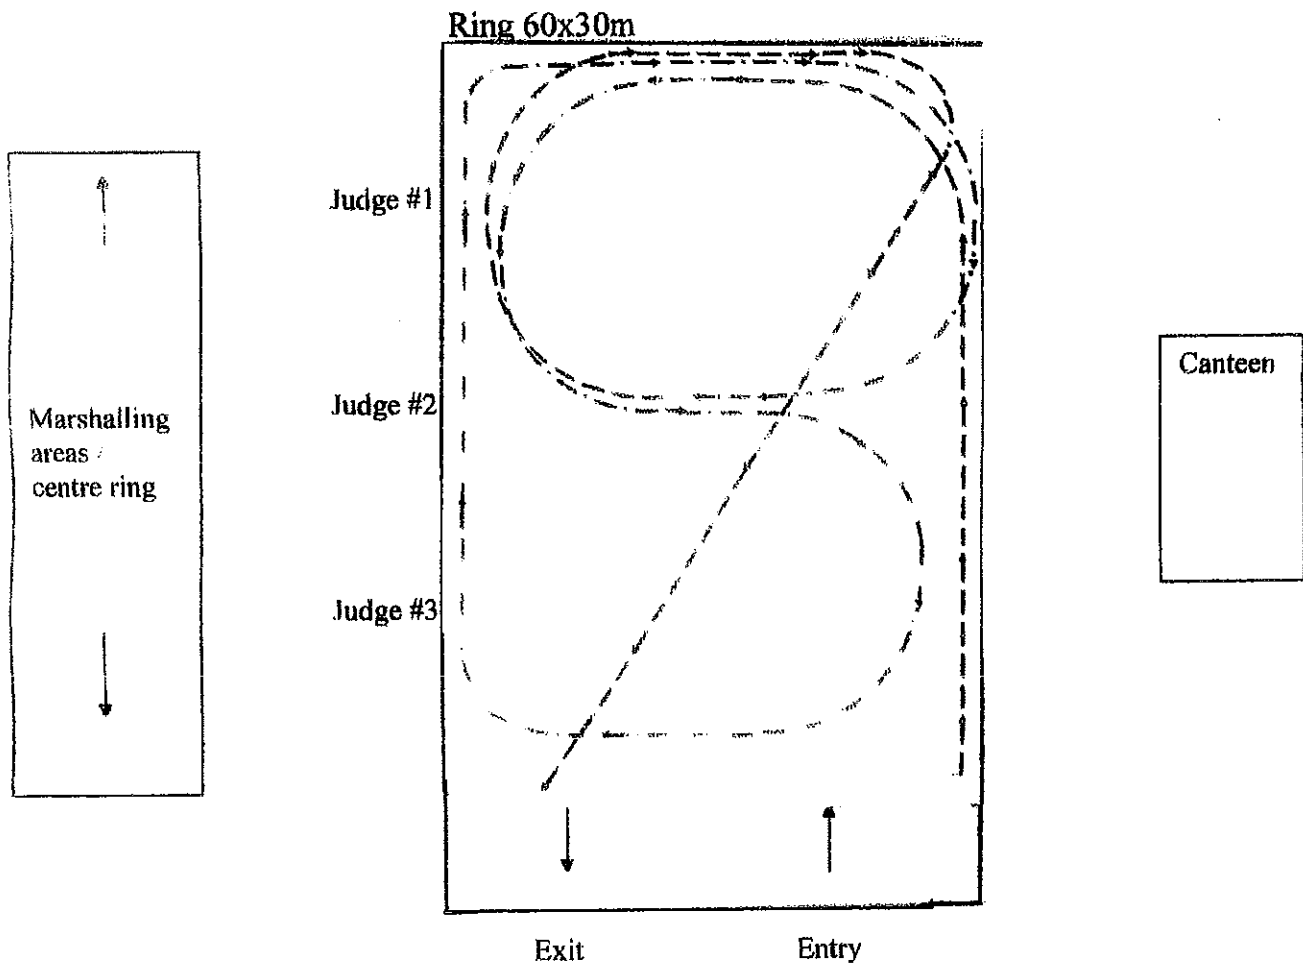 Ring 60x30m
Judge #1
Judge #2
Judge #3
Marshalling
areas
centre ring
Canteen
Exit
Entry